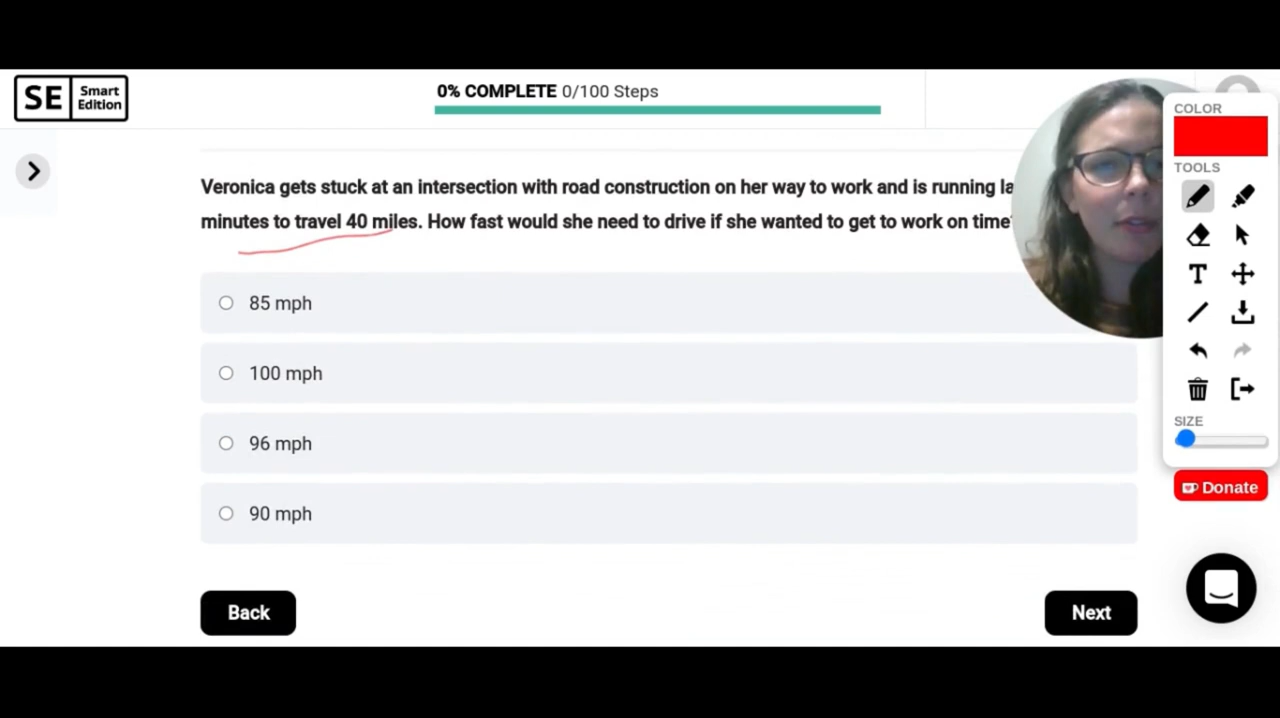 SE Smart Edition
0% COMPLETE 0/100 Steps
COLOR
TOOLS
Veronica gets stuck at an intersection with road construction on her way to work and is running
minutes to travel 40 miles. How fast would she need to drive if she wanted to get to work on time
85 mph
100 mph
96 mph
90 mph
T
SIZE
Donate
Back
Next